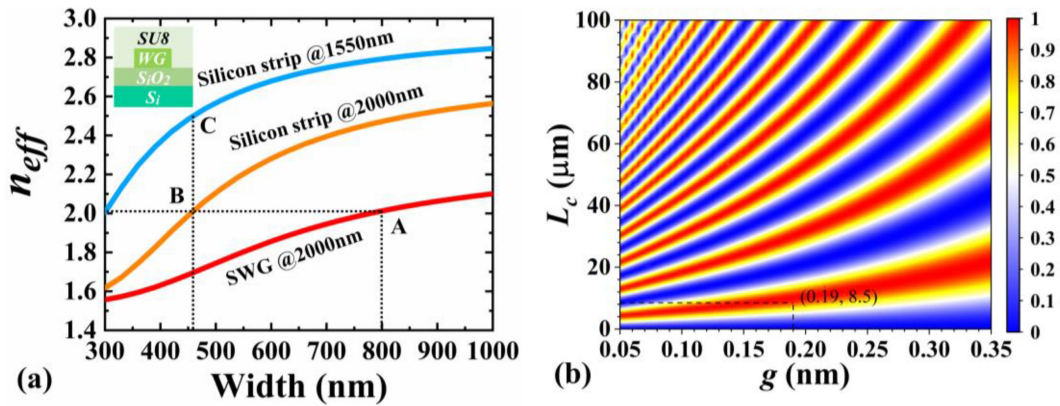 3.0
2.8
2.6
2.4
2.2
2.0
1.8
1.6
1.4
n_eff
SU8
WG
SiO₂
Si
Silicon strip @1550nm
Silicon strip @2000nm
SWG @2000nm
C
B
A
300 400 500 600 700 800 900 1000
Width (nm)
(a)
100
80
60
40
20
0
L_c (μm)
(0.19, 8.5)
0.05 0.10 0.15 0.20 0.25 0.30 0.35
g (nm)
(b)
1
0.9
0.8
0.7
0.6
0.5
0.4
0.3
0.2
0.1
0